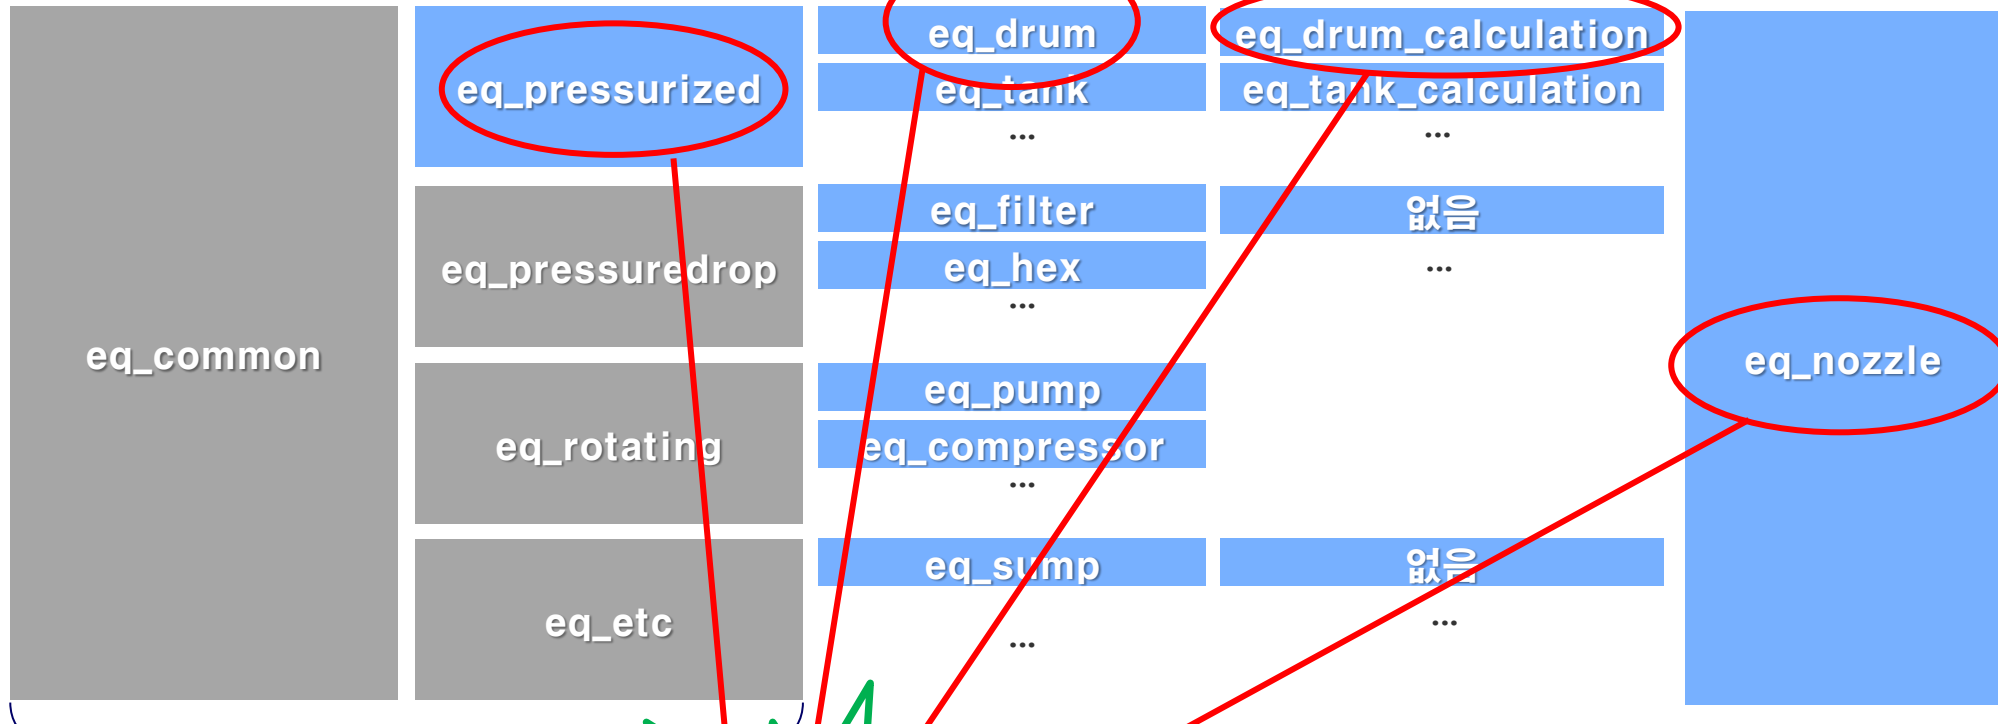 eq_common
eq_pressurized
eq_pressuredrop
eq_rotating
eq_etc
eq_drum
eq_tank
...
eq_filter
eq_hex
...
eq_pump
eq_compressor
...
eq_sump
...
eq_drum_calculation
eq_tank_calculation
...
없음
...
없음
...
eq_nozzle